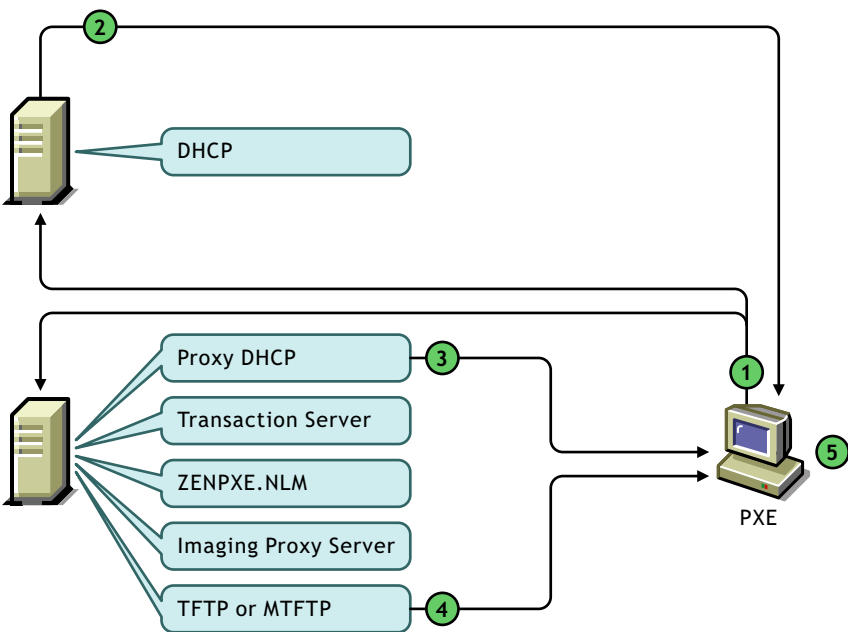 2
DHCP
Proxy DHCP
3
1
Transaction Server
5
ZENPXE.NLM
PXE
Imaging Proxy Server
TFTP or MTFTP
4